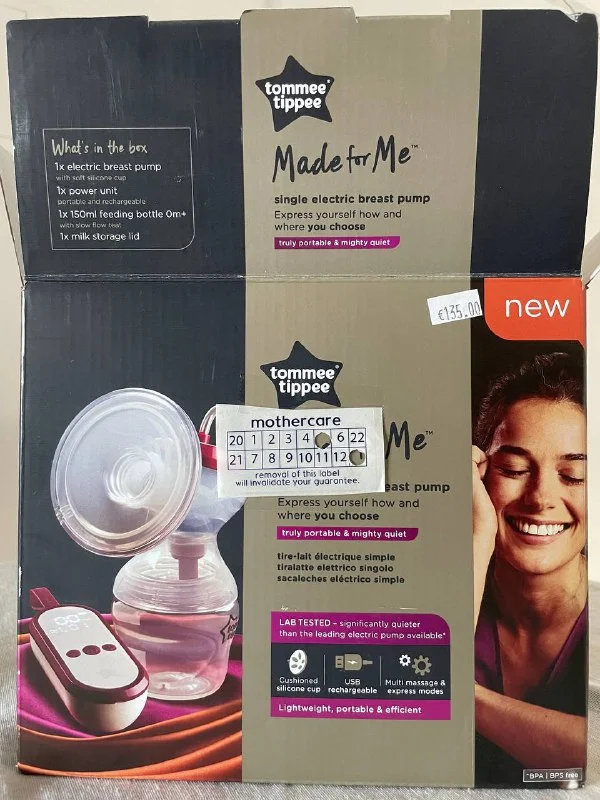 tommee
tippee
What's in the box
1x electric breast pump
with soft silicone cup
1x power unit
portable and rechargeable
1x 150ml feeding bottle 0m+
with slow flow teat
1x milk storage lid
Made for Me™
single electric breast pump
Express yourself how and
where you choose
truly portable & mighty quiet
€135.00
new
tommee
tippee
Me™
mothercare
20 1 2 3 4 6 22
21 7 8 9 10 11 12
removal of this label
will invalidate your guarantee.
east pump
Express yourself how and
where you choose
truly portable & mighty quiet
tire-lait électrique simple
tiralatte elettrico singolo
sacaleches eléctrico simple
LAB TESTED – significantly quieter
than the leading electric pump available*
Cushioned
silicone cup
USB
rechargeable
Multi massage &
express modes
Lightweight, portable & efficient
*BPA | BPS free